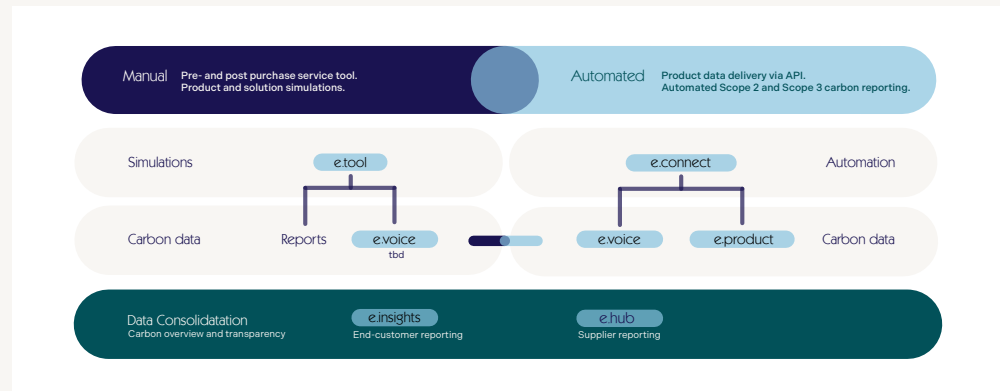 Manual
Pre- and post purchase service tool.
Product and solution simulations.
Automated
Product data delivery via API.
Automated Scope 2 and Scope 3 carbon reporting.
Simulations
e.tool
e.connect
Automation
Carbon data
Reports
e.voice
tbd
e.voice
e.product
Carbon data
Data Consolidatation
Carbon overview and transparency
e.insights
End-customer reporting
e.hub
Supplier reporting